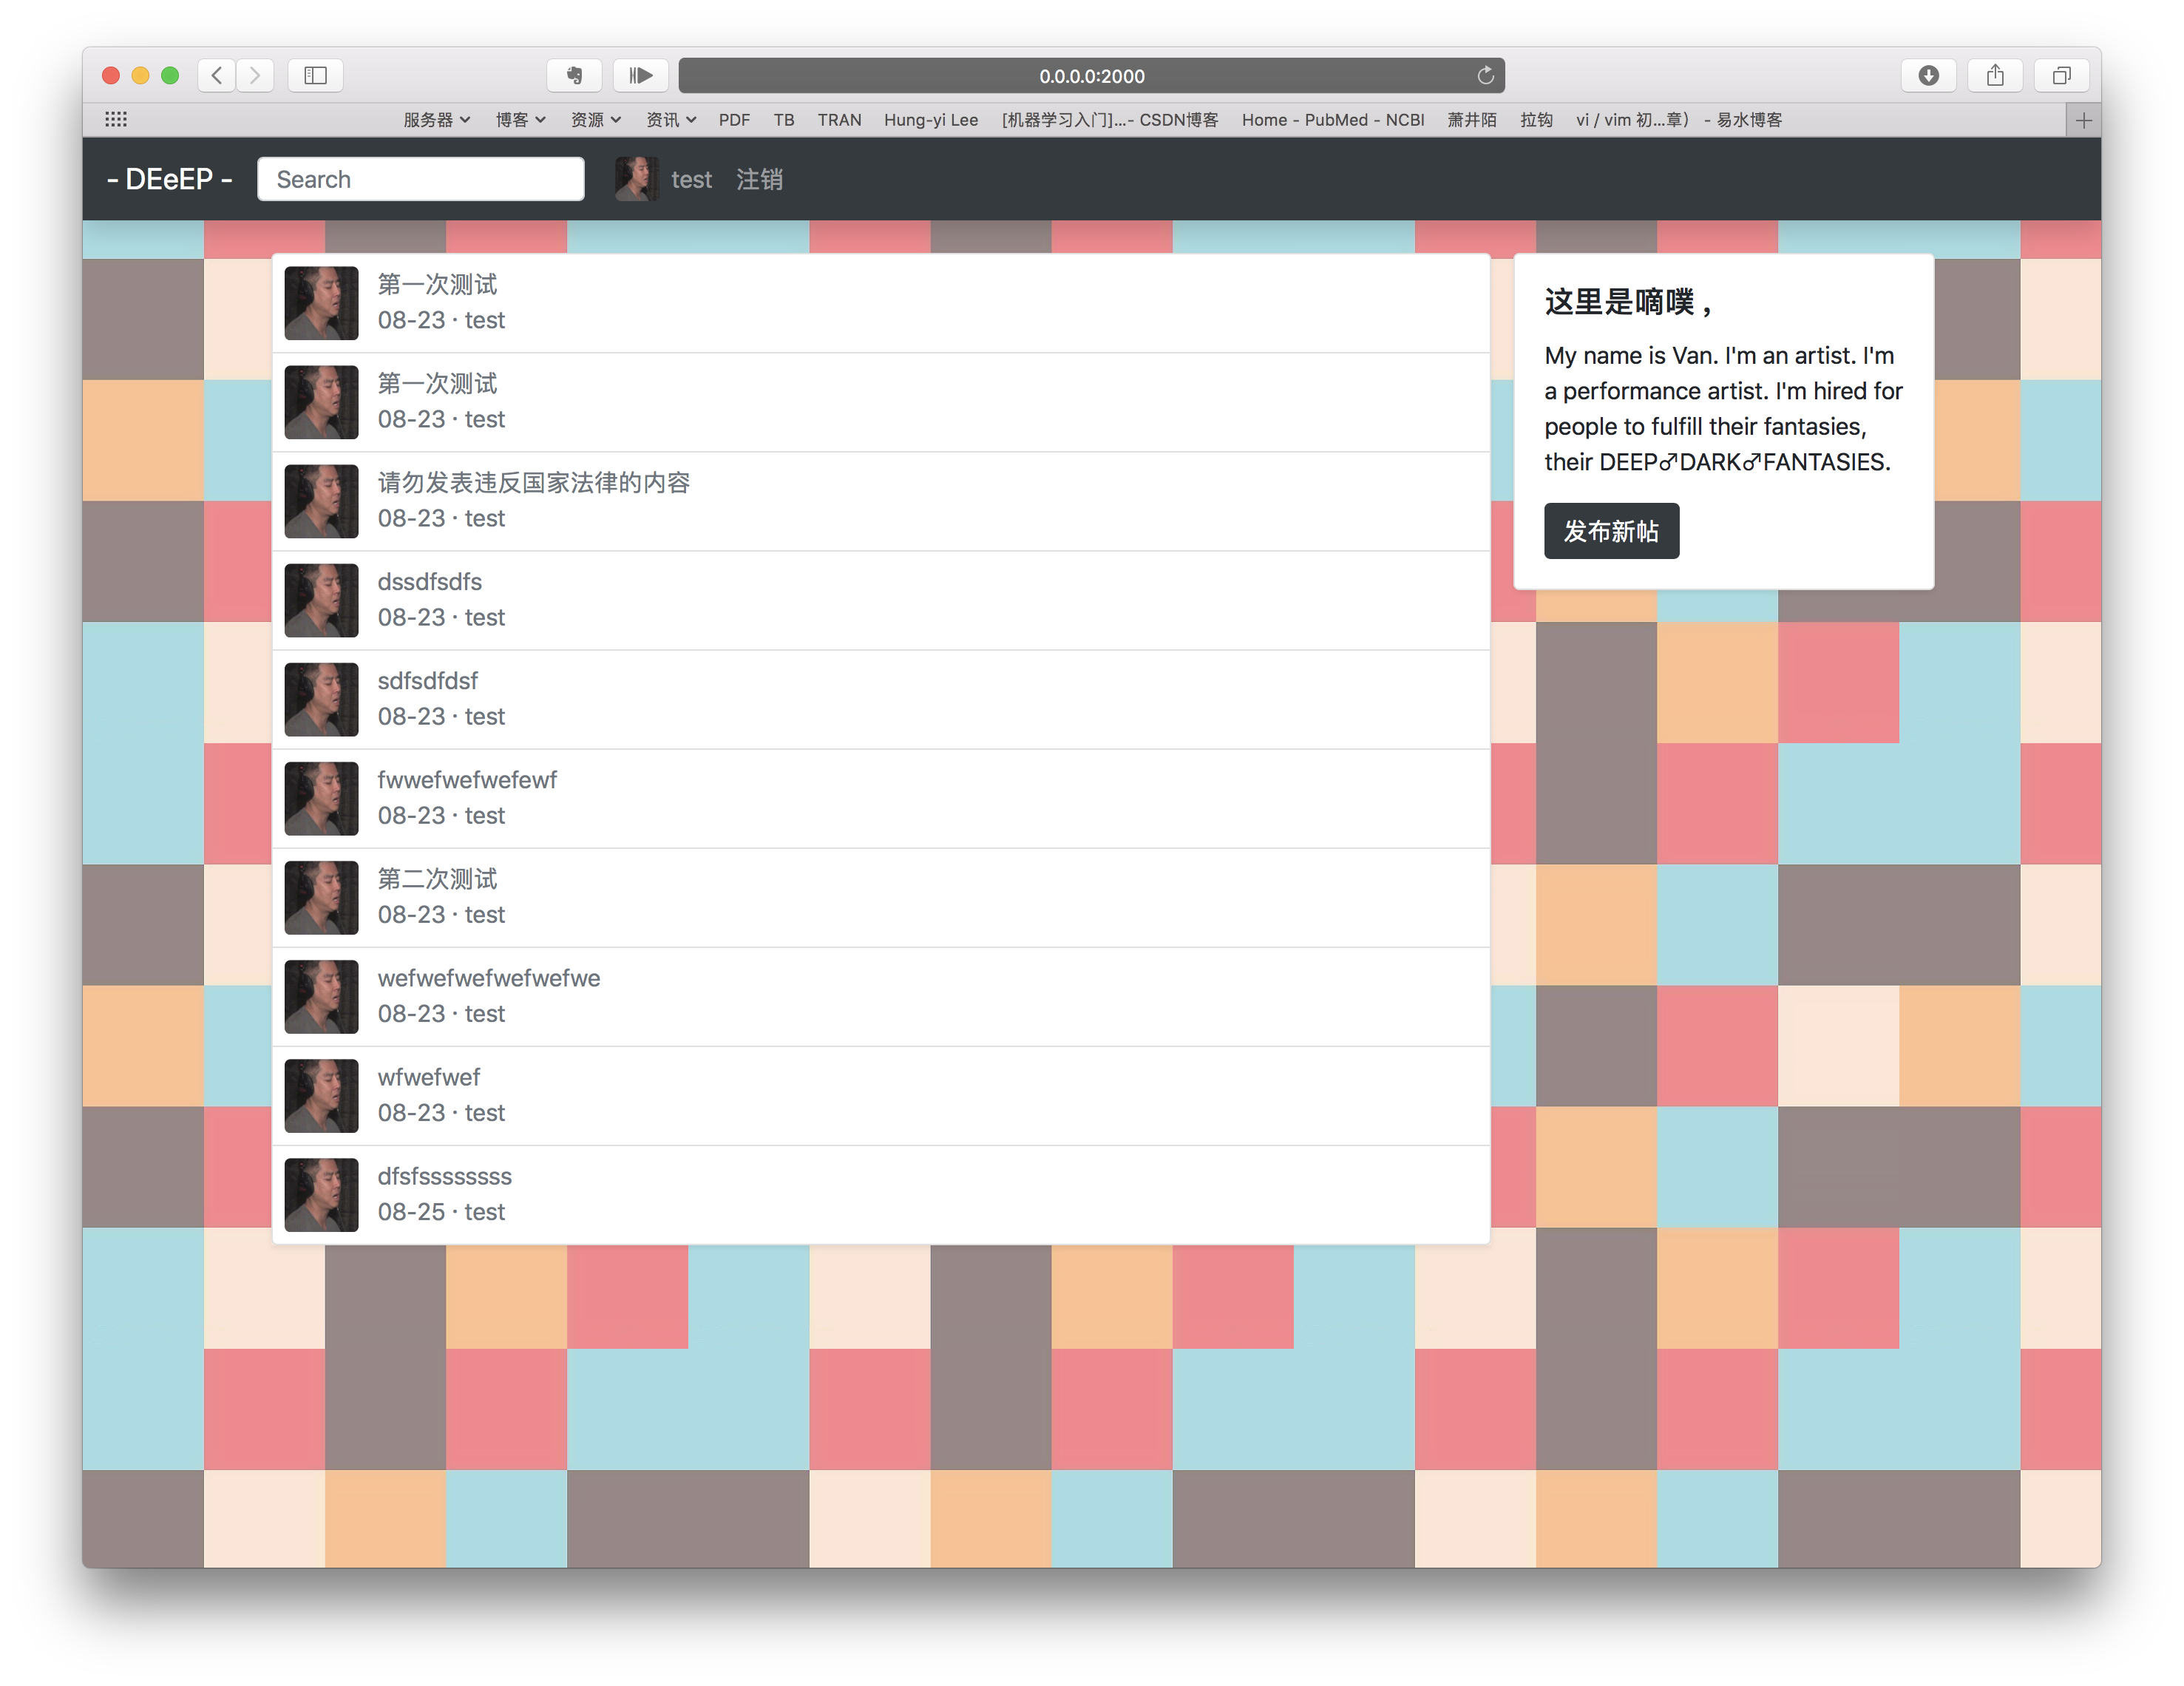 0.0.0.0:2000
服务器 博客 资源 资讯 PDF TB TRAN Hung-yi Lee [机器学习入门]...- CSDN博客 Home - PubMed - NCBI 萧井陌 拉钩 vi / vim 初...章） - 易水博客
- DEeEP - Search test 注销
第一次测试
08-23 · test
第一次测试
08-23 · test
请勿发表违反国家法律的内容
08-23 · test
dssdfsdfs
08-23 · test
sdfsdfdsf
08-23 · test
fwwefwefwefewf
08-23 · test
第二次测试
08-23 · test
wefwefwefwefwefwe
08-23 · test
wfwefwef
08-23 · test
dfsfssssssss
08-25 · test
这里是嘀噗，
My name is Van. I'm an artist. I'm
a performance artist. I'm hired for
people to fulfill their fantasies,
their DEEP♂DARK♂FANTASIES.
发布新帖